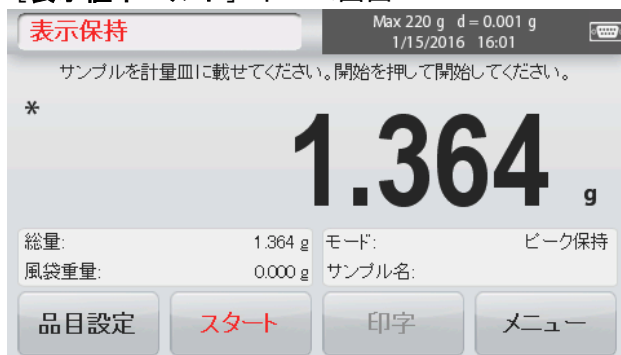 表示保持
Max 220 g d = 0.001 g
1/15/2016 16:01
サンプルを計量皿に載せてください。開始を押して開始してください。
*
1.364 g
総量: 1.364 g
風袋重量: 0.000 g
モード: ピーク保持
サンプル名:
品目設定
スタート
印字
メニュー